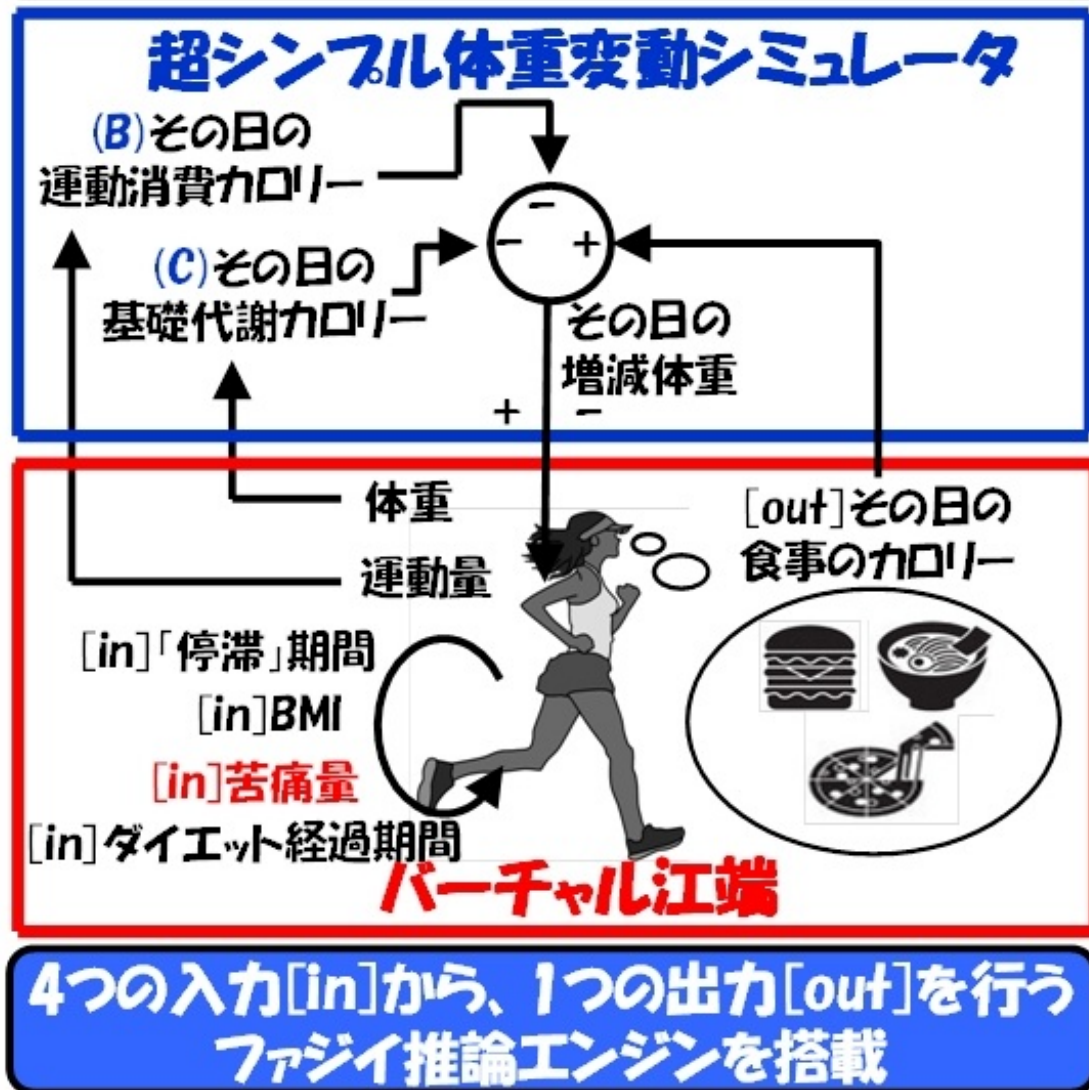 超シンプル体重変動シミュレータ
(B)その日の
運動消費カロリー
(C)その日の
基礎代謝カロリー
-
- +
その日の
増減体重
+ -
体重
運動量
[out]その日の
食事のカロリー
[in]「停滞」期間
[in]BMI
[in]苦痛量
[in]ダイエット経過期間
バーチャル江端
4つの入力[in]から、1つの出力[out]を行う
ファジイ推論エンジンを搭載